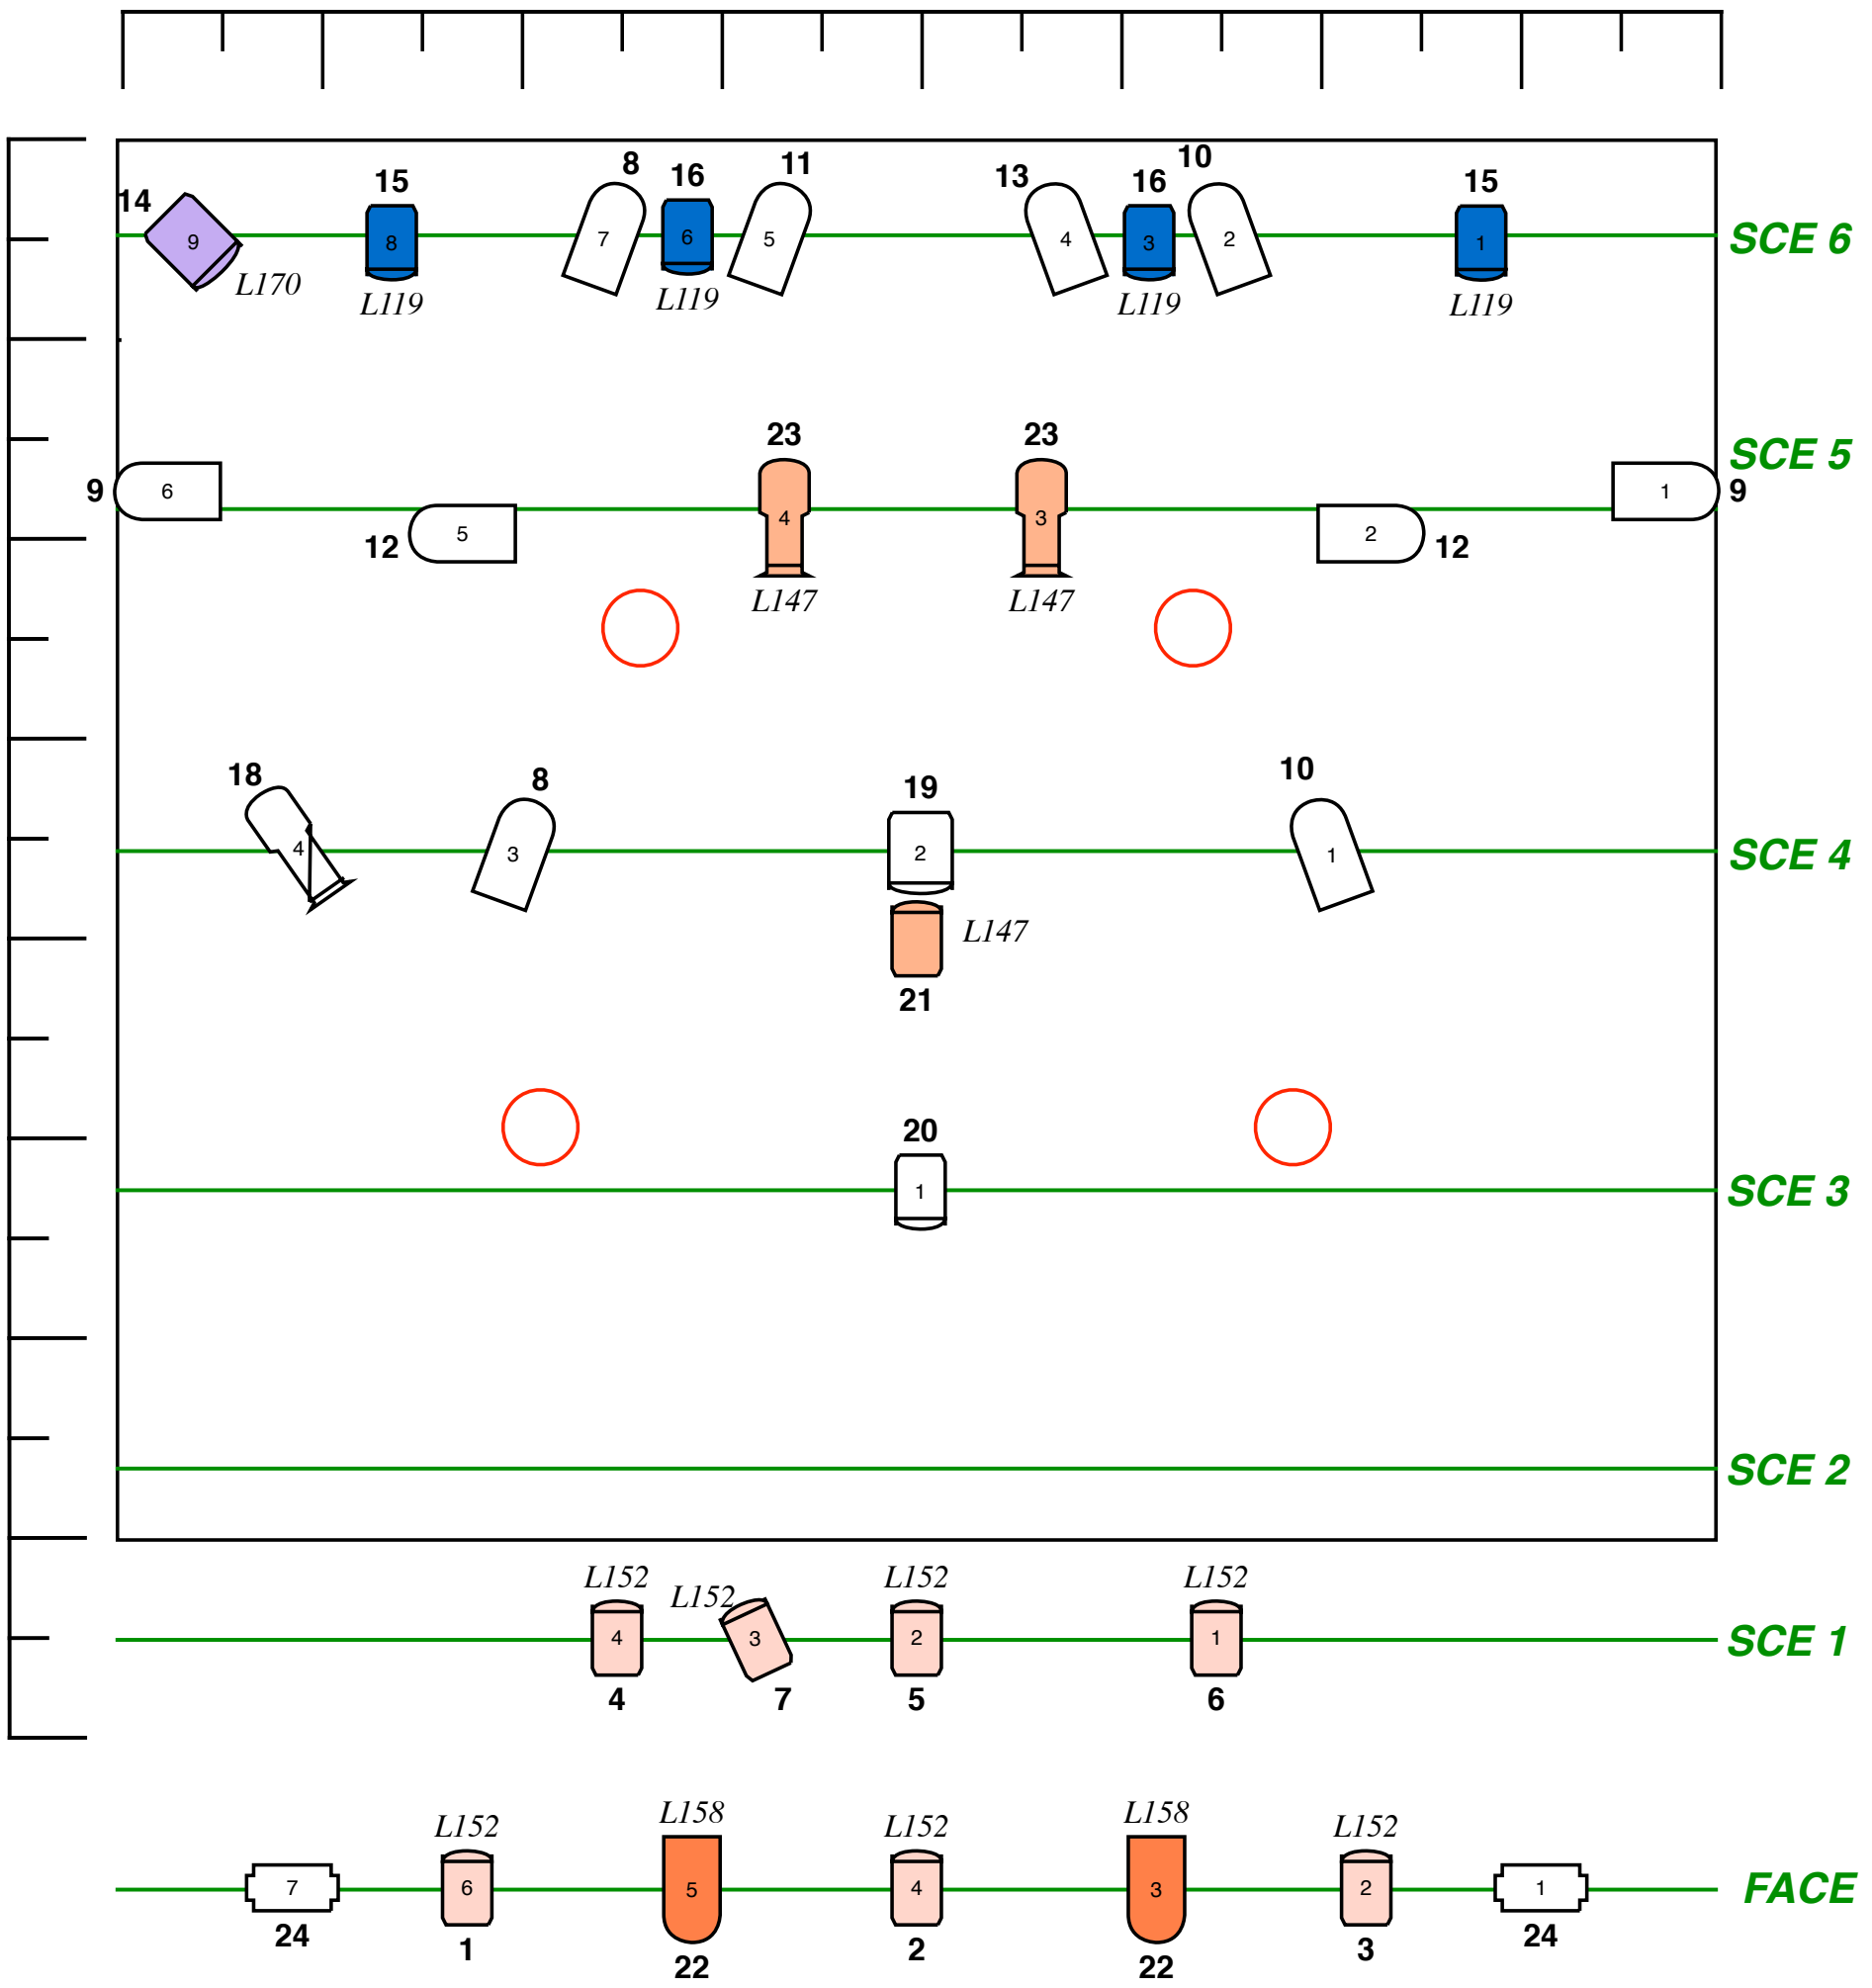 14 15 8 16 11 13 10 16 15
9 8 7 6 5 4 3 2 1 SCE 6
L170 L119 L119 L119 L119
23 23 SCE 5
9 6 5 4 3 2 1 9
12 12
L147 L147
18 8 19 10
4 3 2 1 SCE 4
L147
21
20
1 SCE 3
SCE 2
L152 L152 L152 L152
4 3 2 1 SCE 1
4 7 5 6
L152 L158 L152 L158 L152
7 6 5 4 3 2 1 FACE
24 1 22 2 22 3 24